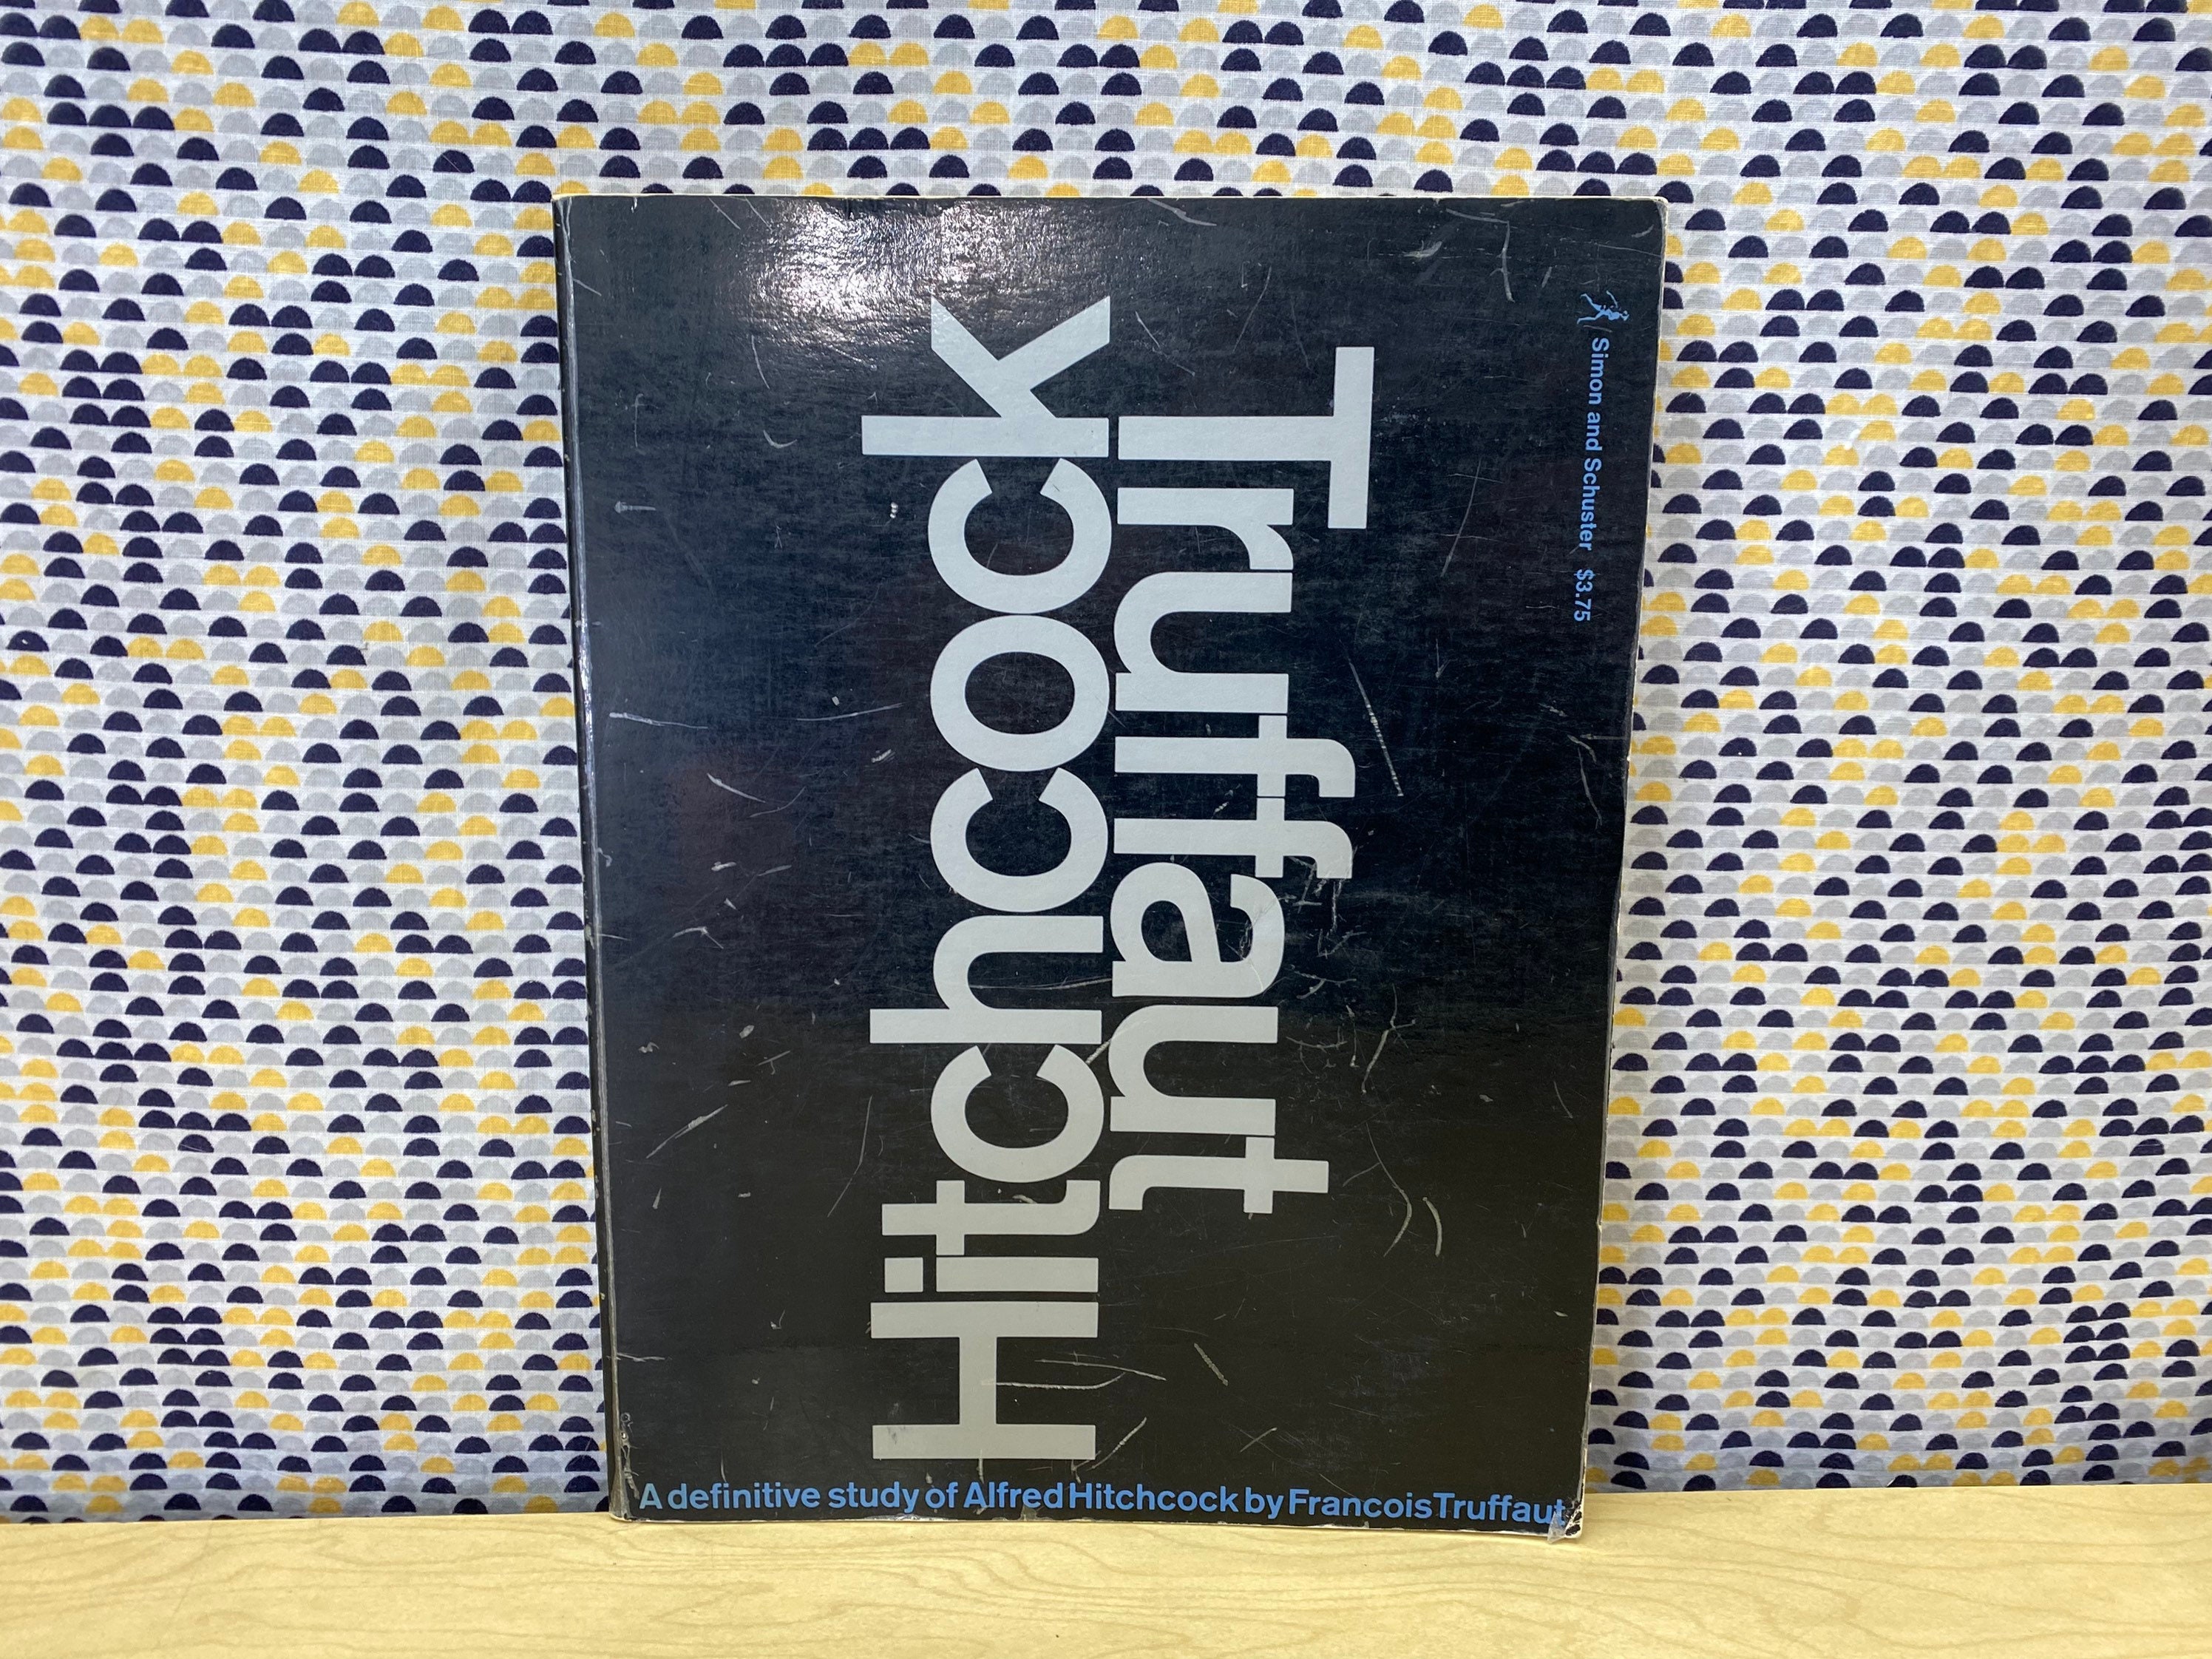 Hitchcock
Truffaut
Simon and Schuster $3.75
A definitive study of Alfred Hitchcock by Francois Truffaut